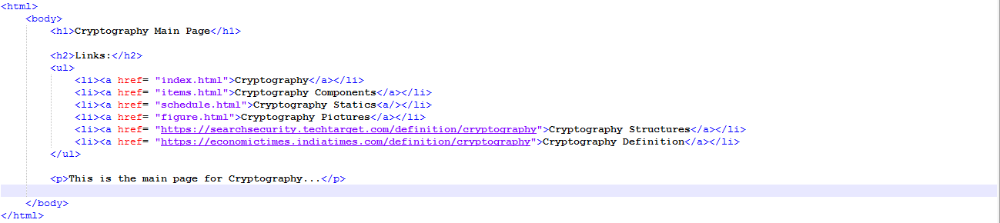 <html>
<body>
<h1>Cryptography Main Page</h1>
<h2>Links:</h2>
<ul>
<li><a href= "index.html">Cryptography</a></li>
<li><a href= "items.html">Cryptography Components</a></li>
<li><a href= "schedule.html">Cryptography Statics<a/></li>
<li><a href= "figure.html">Cryptography Pictures</a></li>
<li><a href= "https://searchsecurity.techtarget.com/definition/cryptography">Cryptography Structures</a></li>
<li><a href= "https://economictimes.indiatimes.com/definition/cryptography">Cryptography Definition</a></li>
</ul>
<p>This is the main page for Cryptography...</p>
</body>
</html>